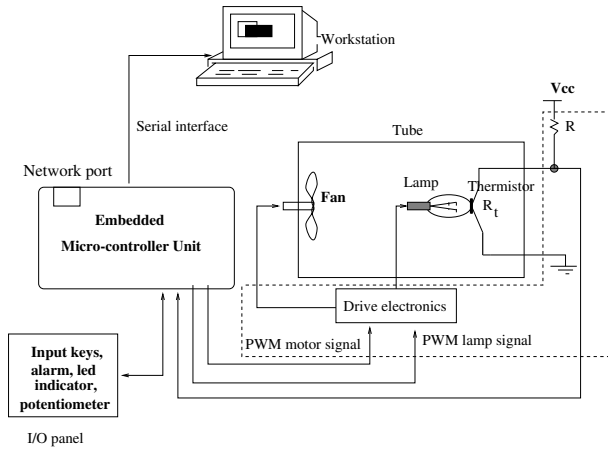 Workstation
Vcc
R
Serial interface
Tube
Network port
Lamp
Thermistor
Fan
R_t
Embedded
Micro-controller Unit
Drive electronics
PWM motor signal
PWM lamp signal
Input keys,
alarm, led
indicator,
potentiometer
I/O panel